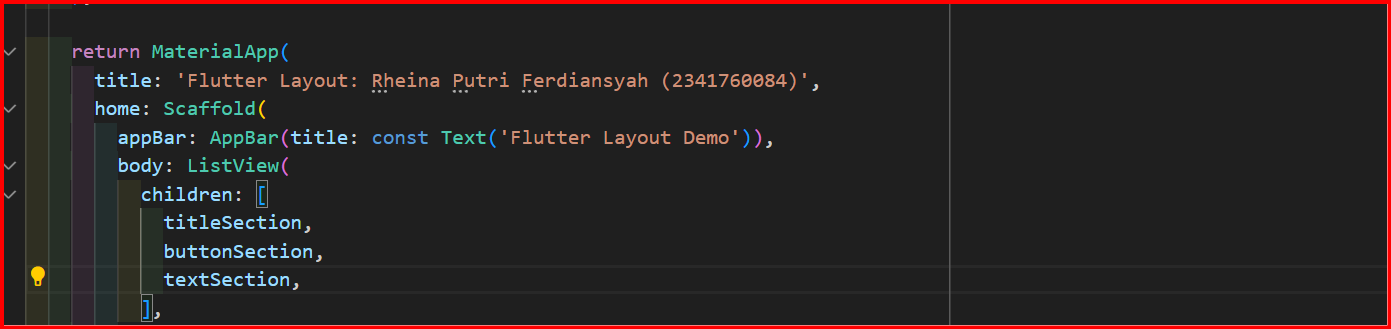 return MaterialApp(
title: 'Flutter Layout: Rheina Putri Ferdiansyah (2341760084)',
home: Scaffold(
appBar: AppBar(title: const Text('Flutter Layout Demo')),
body: ListView(
children: [
titleSection,
buttonSection,
textSection,
],